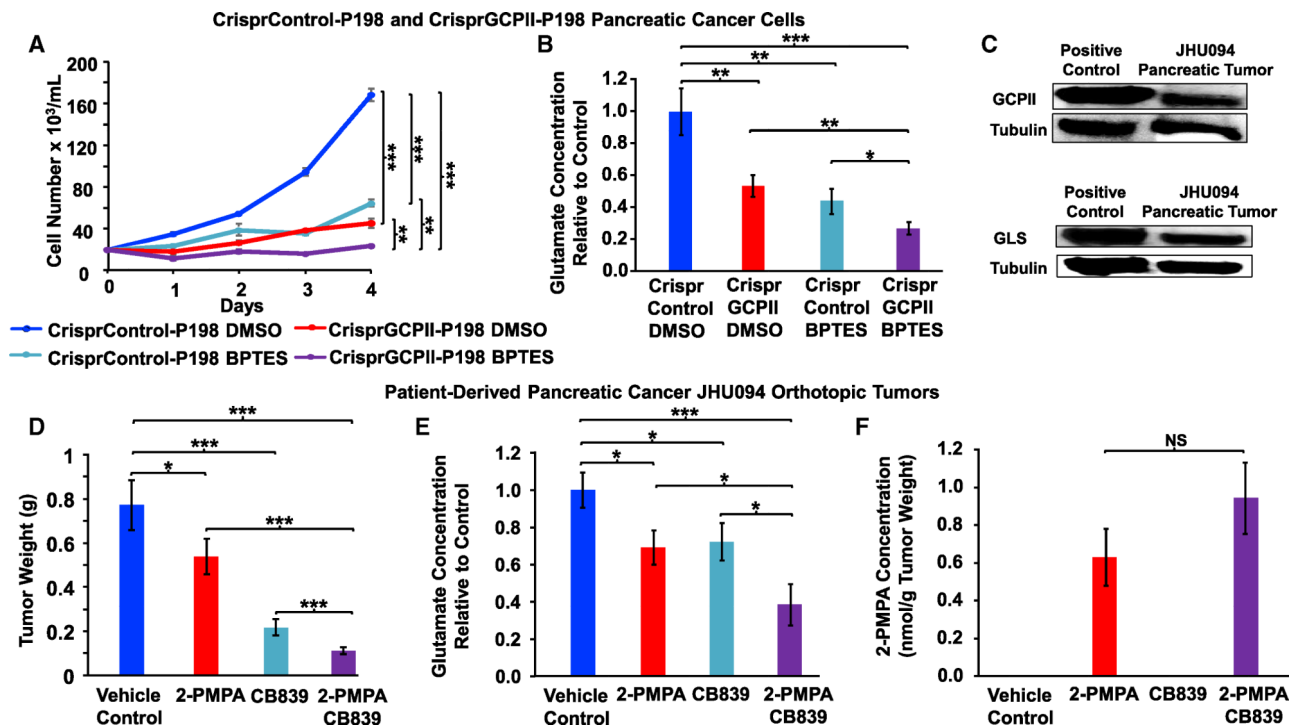 CrisprControl-P198 and CrisprGCPII-P198 Pancreatic Cancer Cells
A
Cell Number x 10³/mL
200
160
120
80
40
0
0 1 2 3 4
Days
***
***
***
**
**
CrisprControl-P198 DMSO
CrisprGCPII-P198 DMSO
CrisprControl-P198 BPTES
CrisprGCPII-P198 BPTES
B
Glutamate Concentration
Relative to Control
1.2
1.0
0.8
0.6
0.4
0.2
0.0
***
**
**
**
*
Crispr Crispr Crispr Crispr
Control GCPII Control GCPII
DMSO DMSO BPTES BPTES
C
Positive Control
JHU094 Pancreatic Tumor
GCPII
Tubulin
Positive Control
JHU094 Pancreatic Tumor
GLS
Tubulin
Patient-Derived Pancreatic Cancer JHU094 Orthotopic Tumors
D
Tumor Weight (g)
1
0.8
0.6
0.4
0.2
0
***
***
*
***
***
Vehicle Control
2-PMPA
CB839
2-PMPA CB839
E
Glutamate Concentration
Relative to Control
1.2
1.0
0.8
0.6
0.4
0.2
0.0
***
*
*
*
*
Vehicle Control
2-PMPA
CB839
2-PMPA CB839
F
2-PMPA Concentration
(nmol/g Tumor Weight)
1.2
1.0
0.8
0.6
0.4
0.2
0.0
NS
Vehicle Control
2-PMPA
CB839
2-PMPA CB839